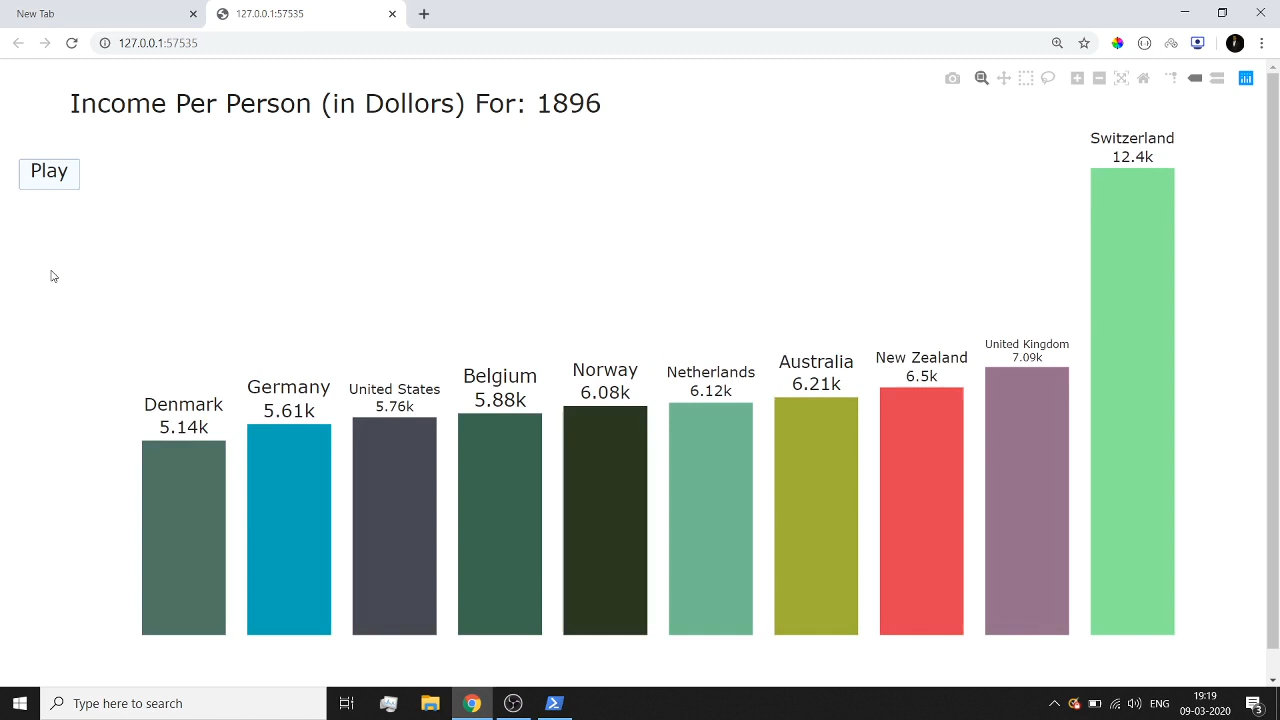 New Tab
127.0.0.1:57535
127.0.0.1:57535
Income Per Person (in Dollors) For: 1896
Play
Switzerland
12.4k
United Kingdom
7.09k
New Zealand
6.5k
Australia
6.21k
Netherlands
6.12k
Norway
6.08k
Belgium
5.88k
United States
5.76k
Germany
5.61k
Denmark
5.14k
Type here to search
ENG
19:19
09-03-2020
3